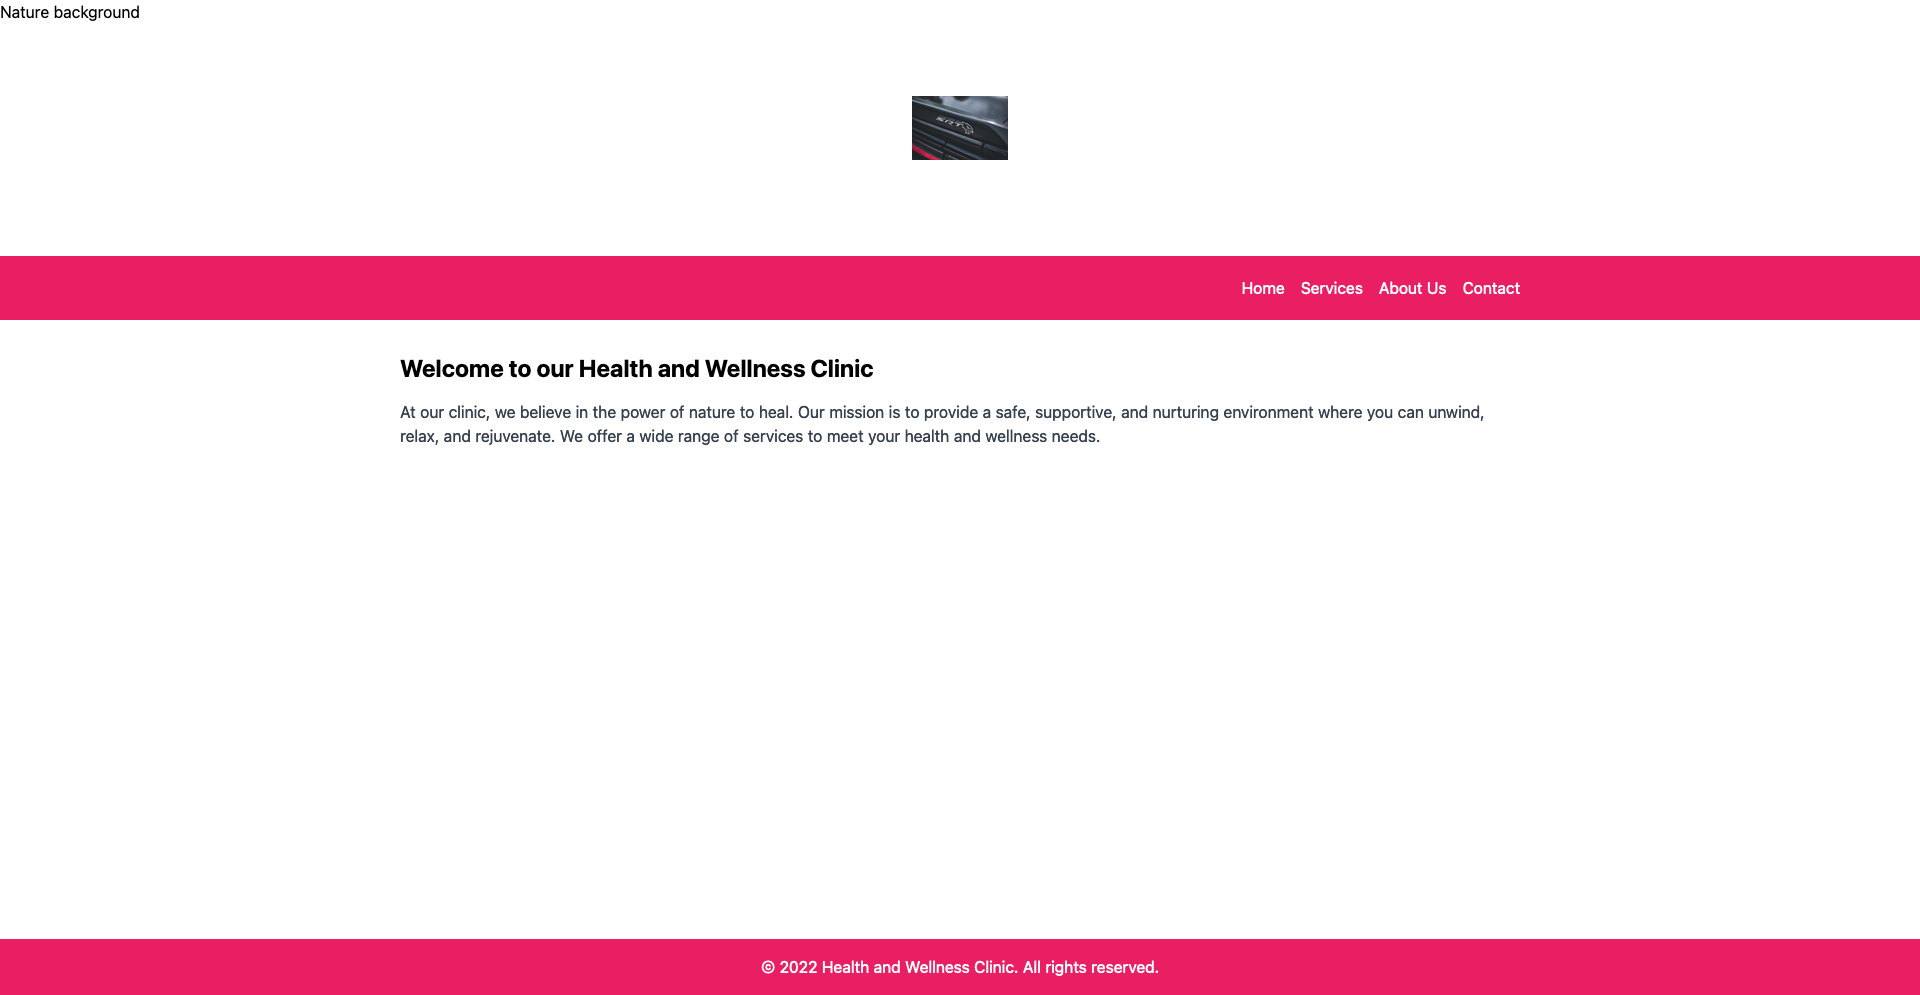 Nature background
SRT
Home Services About Us Contact
Welcome to our Health and Wellness Clinic
At our clinic, we believe in the power of nature to heal. Our mission is to provide a safe, supportive, and nurturing environment where you can unwind,
relax, and rejuvenate. We offer a wide range of services to meet your health and wellness needs.
© 2022 Health and Wellness Clinic. All rights reserved.